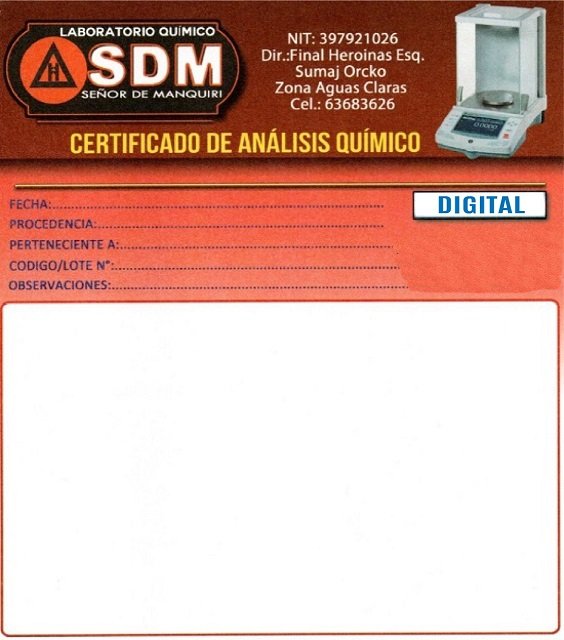 LABORATORIO QUÍMICO
SDM
SEÑOR DE MANQUIRI
NIT: 397921026
Dir.:Final Heroinas Esq.
Sumaj Orcko
Zona Aguas Claras
Cel.: 63683626
CERTIFICADO DE ANÁLISIS QUÍMICO
DIGITAL
FECHA:
PROCEDENCIA:
PERTENECIENTE A:
CODIGO/LOTE N°:
OBSERVACIONES: